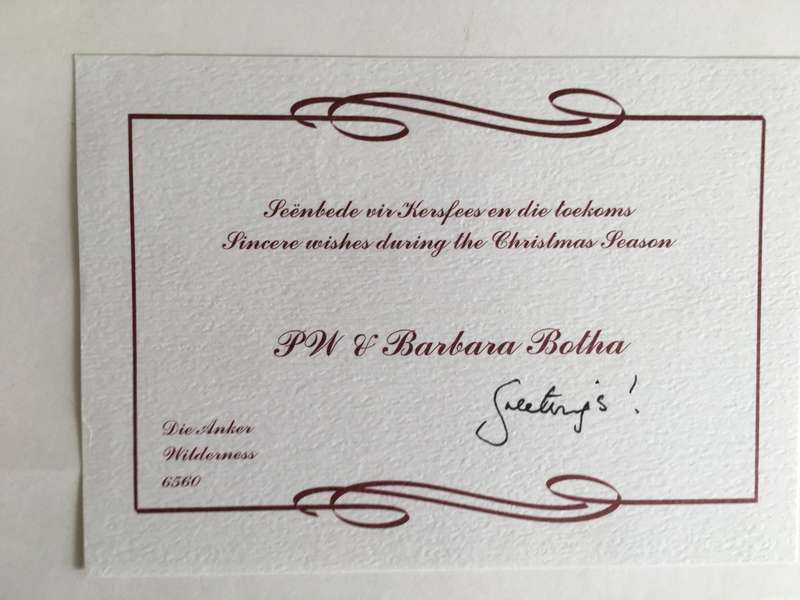 Seënbede vir Kersfees en die toekoms
Sincere wishes during the Christmas Season
PW & Barbara Botha
Greetings!
Die Anker
Wilderness
6560